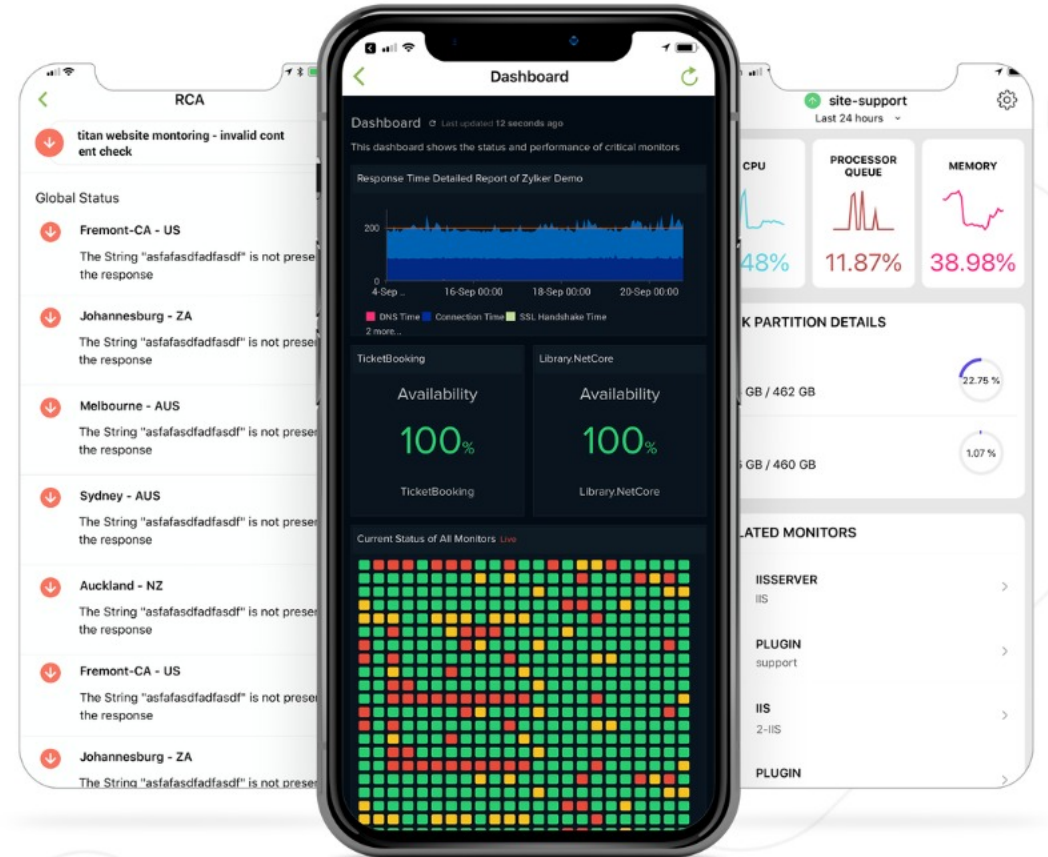 RCA
titan website montoring - invalid cont
ent check
Global Status
Fremont-CA - US
The String "asfafasdfadfasdf" is not
the response
Johannesburg - ZA
The String "asfafasdfadfasdf" is not
the response
Melbourne - AUS
The String "asfafasdfadfasdf" is not
the response
Sydney - AUS
The String "asfafasdfadfasdf" is not
the response
Auckland - NZ
The String "asfafasdfadfasdf" is not
the response
Fremont-CA - US
The String "asfafasdfadfasdf" is not
the response
Johannesburg - ZA
The String "asfafasdfadfasdf" is not
Dashboard
Dashboard Last updated 12 seconds ago
This dashboard shows the status and performance of critical monitors
Response Time Detailed Report of Zylker Demo
200
0
4-Sep .. 16-Sep 00:00 18-Sep 00:00 20-Sep 00:00
DNS Time Connection Time SSL Handshake Time
2 more...
TicketBooking
Availability
100%
TicketBooking
Library.NetCore
Availability
100%
Library.NetCore
Current Status of All Monitors Live
site-support
Last 24 hours
CPU
48%
PROCESSOR
QUEUE
11.87%
MEMORY
38.98%
PARTITION DETAILS
GB / 462 GB
22.75 %
GB / 460 GB
1.07 %
MONITORS
IISSERVER
IIS
PLUGIN
support
IIS
2-IIS
PLUGIN